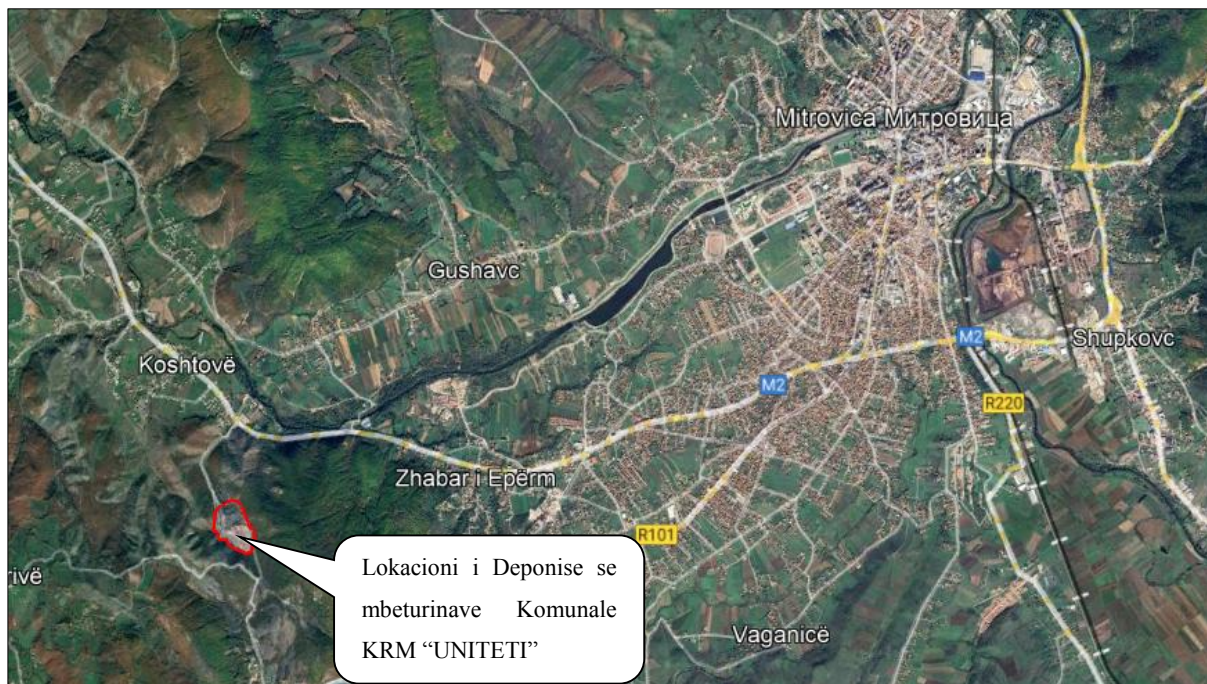 Mitrovica Митровица
Gushavc
Koshtovë
Shupkovc
M2
M2
R220
Zhabar i Epërm
R101
rivë
Lokacioni i Deponise se
mbeturinave Komunale
KRM “UNITETI”
Vaganicë